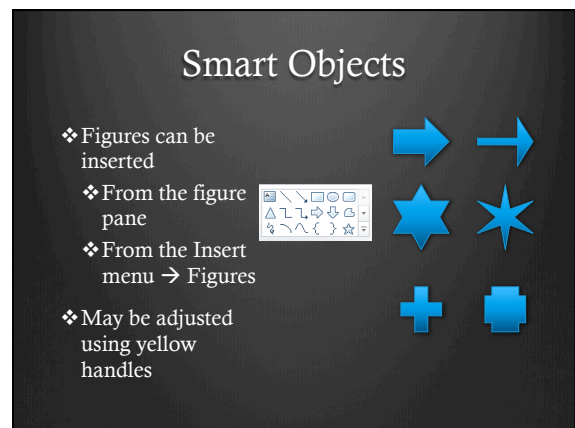 Smart Objects
❖Figures can be
inserted
❖From the figure
pane
❖From the Insert
menu → Figures
❖May be adjusted
using yellow
handles